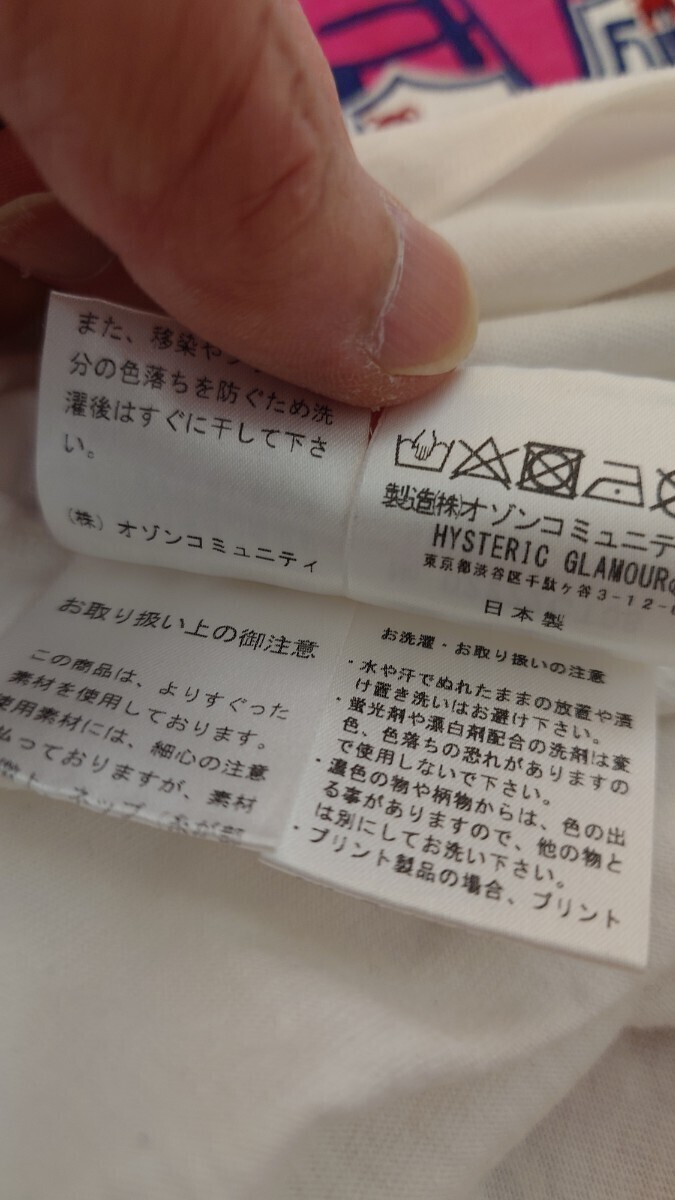 また、移染や
分の色落ちを防ぐため洗
濯後はすぐに干して下さ
い。
(株) オゾンコミュニティ
製造(株)オゾンコミュニテ
HYSTERIC GLAMOUR
東京都渋谷区千駄ヶ谷3-12-
日本製
お取り扱い上の御注意
この商品は、よりすぐった
素材を使用しております。
使用素材には、細心の注意
払っておりますが、素材
ネップ
お洗濯・お取り扱いの注意
・水や汗でぬれたままの放置や漬
け置き洗いはお避け下さい。
・蛍光剤や漂白剤配合の洗剤は変
色、色落ちの恐れがありますの
で使用しないで下さい。
・濃色の物や柄物からは、色の出
る事がありますので、他の物と
は別にしてお洗い下さい。
・プリント製品の場合、プリント